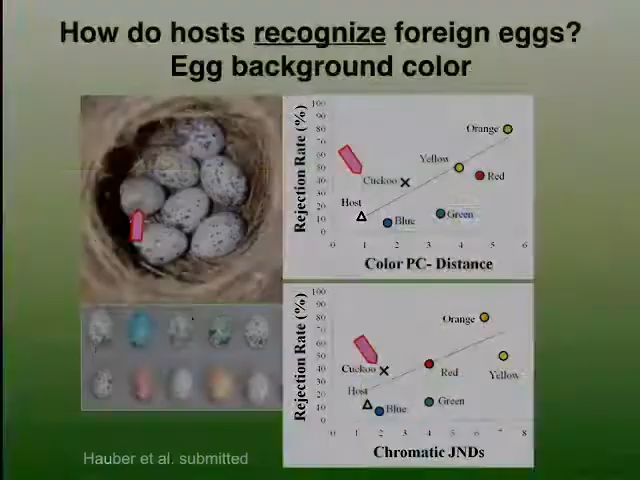 How do hosts recognize foreign eggs?
Egg background color
100
90
80
70
60
50
40
30
20
10
0
Rejection Rate (%)
Orange
Yellow
Red
Cuckoo
Host
Blue
Green
0 1 2 3 4 5 6
Color PC- Distance
100
90
80
70
60
50
40
30
20
10
0
Rejection Rate (%)
Orange
Cuckoo
Red
Yellow
Host
Blue
Green
0 1 2 3 4 5 6 7 8
Chromatic JNDs
Hauber et al. submitted